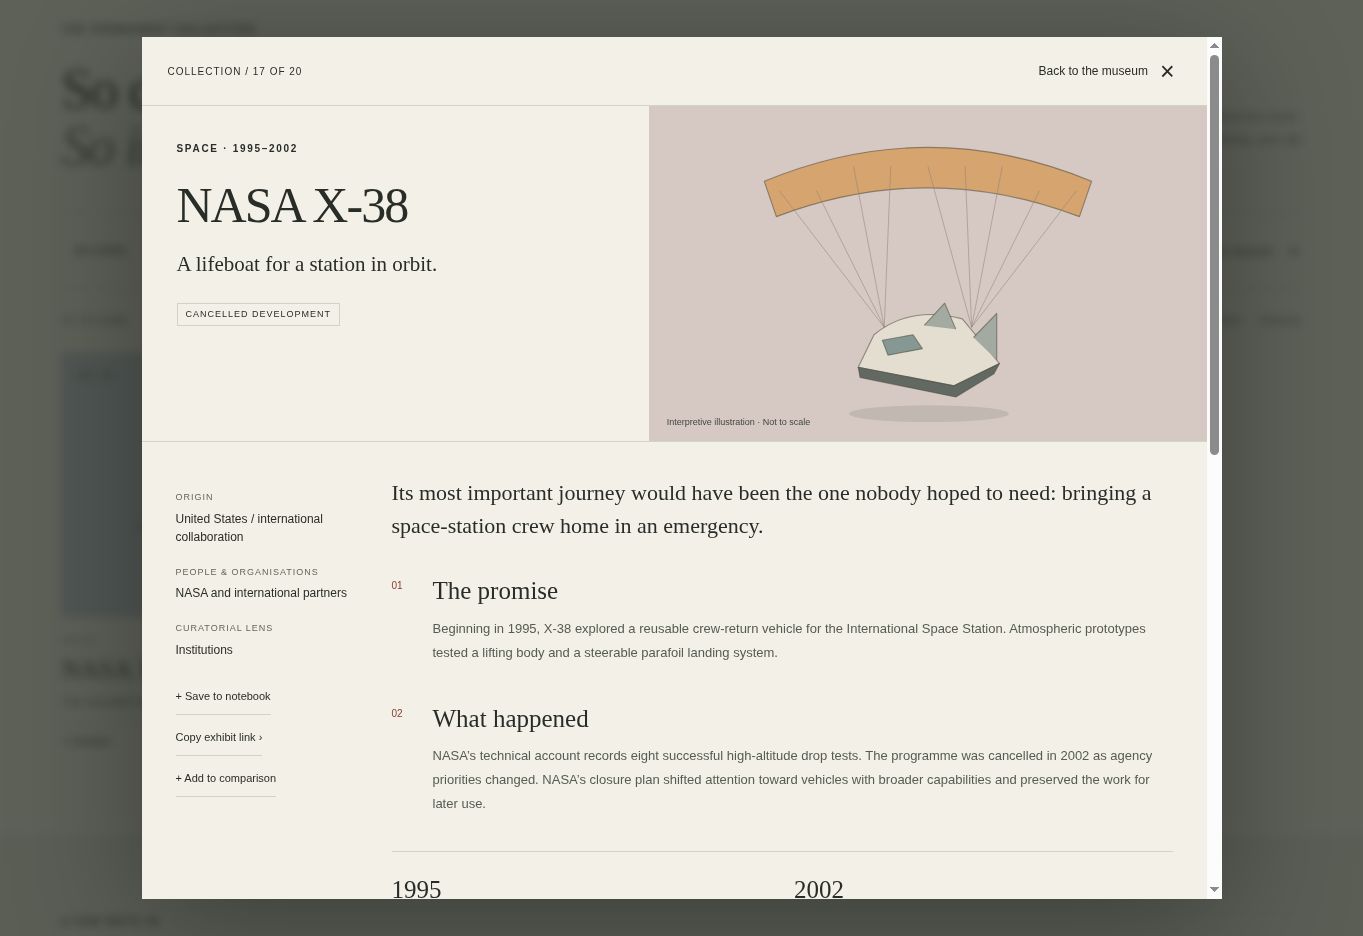 COLLECTION / 17 OF 20
Back to the museum ×
SPACE · 1995–2002
NASA X-38
A lifeboat for a station in orbit.
CANCELLED DEVELOPMENT
Interpretive illustration · Not to scale
ORIGIN
United States / international
collaboration
PEOPLE & ORGANISATIONS
NASA and international partners
CURATORIAL LENS
Institutions
+ Save to notebook
Copy exhibit link ›
+ Add to comparison
Its most important journey would have been the one nobody hoped to need: bringing a
space-station crew home in an emergency.
01
The promise
Beginning in 1995, X-38 explored a reusable crew-return vehicle for the International Space Station. Atmospheric prototypes
tested a lifting body and a steerable parafoil landing system.
02
What happened
NASA’s technical account records eight successful high-altitude drop tests. The programme was cancelled in 2002 as agency
priorities changed. NASA’s closure plan shifted attention toward vehicles with broader capabilities and preserved the work for
later use.
1995
2002